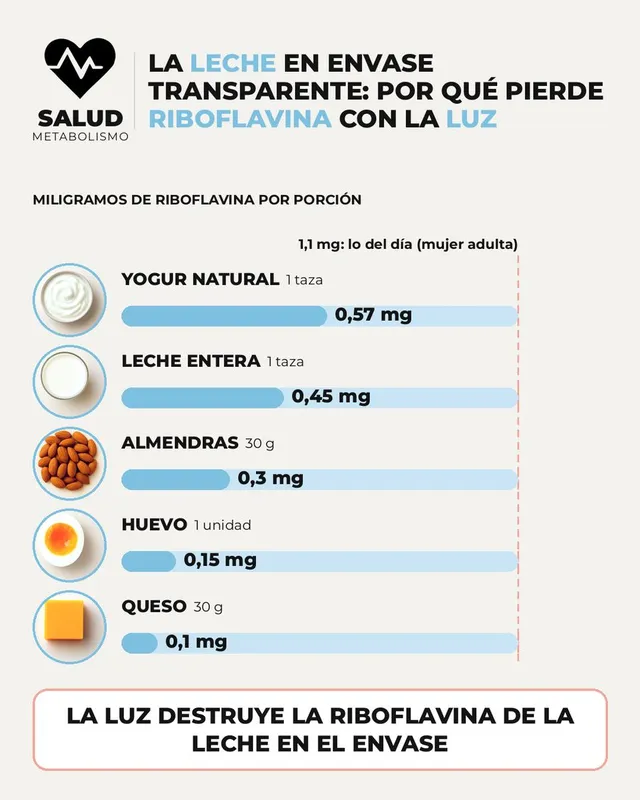 SALUD
METABOLISMO
LA LECHE EN ENVASE
TRANSPARENTE: POR QUÉ PIERDE
RIBOFLAVINA CON LA LUZ
MILIGRAMOS DE RIBOFLAVINA POR PORCIÓN
1,1 mg: lo del día (mujer adulta)
YOGUR NATURAL 1 taza
0,57 mg
LECHE ENTERA 1 taza
0,45 mg
ALMENDRAS 30 g
0,3 mg
HUEVO 1 unidad
0,15 mg
QUESO 30 g
0,1 mg
LA LUZ DESTRUYE LA RIBOFLAVINA DE LA
LECHE EN EL ENVASE